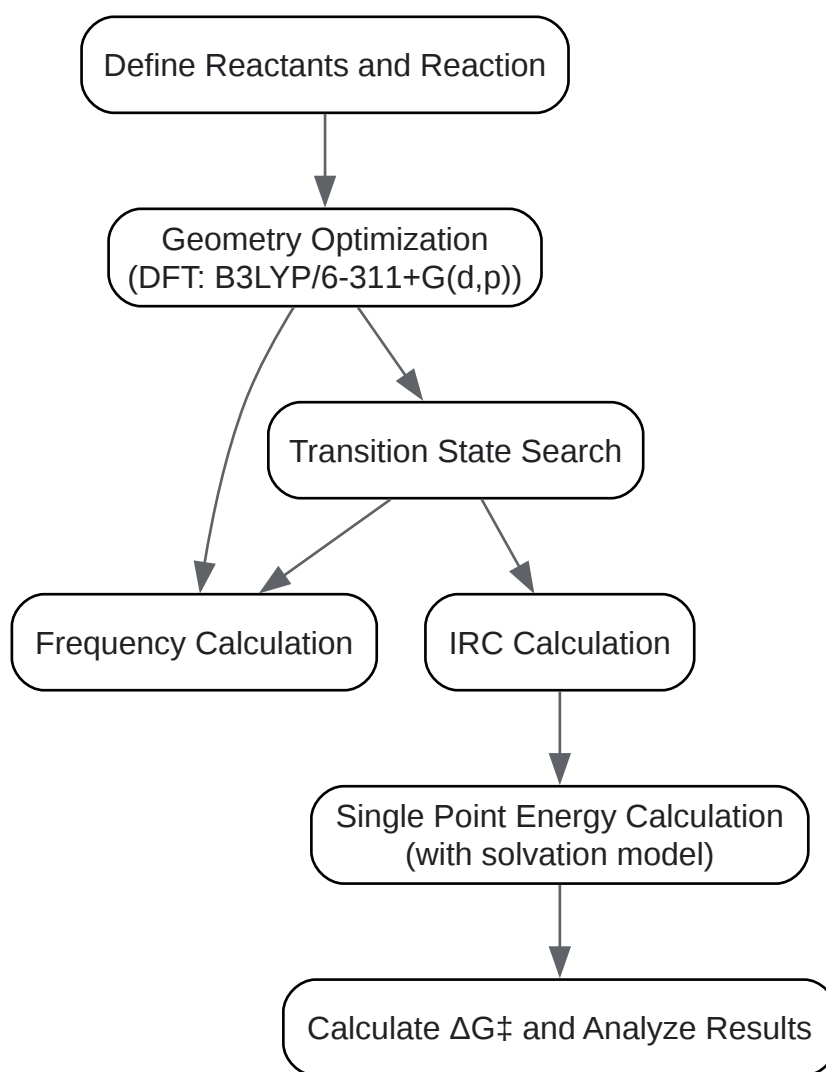 Define Reactants and Reaction
Geometry Optimization
(DFT: B3LYP/6-311+G(d,p))
Transition State Search
Frequency Calculation
IRC Calculation
Single Point Energy Calculation
(with solvation model)
Calculate ΔG‡ and Analyze Results